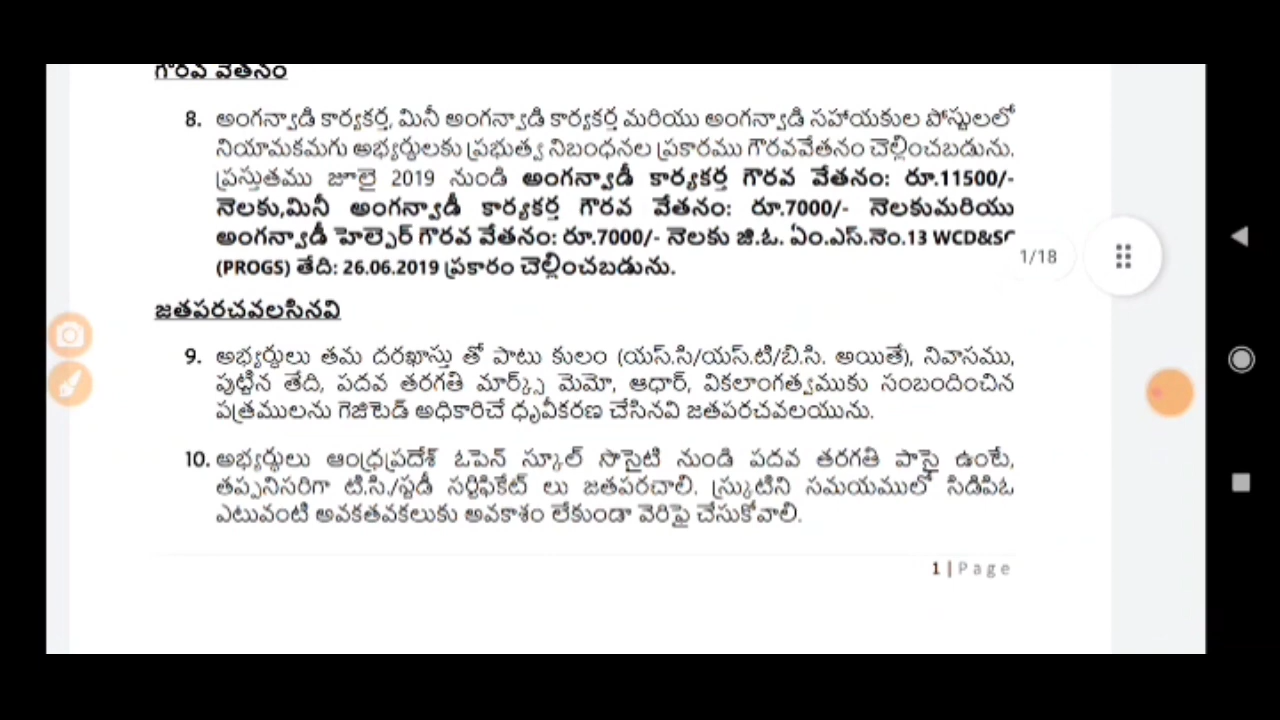 గౌరవ వేతనం
8. అంగన్వాడి కార్యకర్త, మినీ అంగన్వాడి కార్యకర్త మరియు అంగన్వాడి సహాయకుల పోస్టులలో
నియామకమగు అభ్యర్థులకు ప్రభుత్వ నిబంధనల ప్రకారము గౌరవవేతనం చెల్లించబడును.
ప్రస్తుతము జూలై 2019 నుండి అంగన్వాడీ కార్యకర్త గౌరవ వేతనం: రూ.11500/-
నెలకు,మినీ అంగన్వాడీ కార్యకర్త గౌరవ వేతనం: రూ.7000/- నెలకుమరియు
అంగన్వాడీ హెల్పెర్ గౌరవ వేతనం: రూ.7000/- నెలకు జి.ఓ. ఏం.ఎస్.నెం.13 WCD&SC
(PROGS) తేది: 26.06.2019 ప్రకారం చెల్లించబడును.
1/18
జతపరచవలసినవి
9. అభ్యర్థులు తమ దరఖాస్తు తో పాటు కులం (యస్.సి/యస్.టి/బి.సి. అయితే), నివాసము,
పుట్టిన తేది, పదవ తరగతి మార్క్స్ మెమో, ఆధార్, వికలాంగత్వముకు సంబందించిన
పత్రములను గెజిటెడ్ అధికారిచే ధృవీకరణ చేసినవి జతపరచవలయును.
10. అభ్యర్థులు ఆంధ్రప్రదేశ్ ఓపెన్ స్కూల్ సొసైటి నుండి పదవ తరగతి పాసై ఉంటే,
తప్పనిసరిగా టి.సి./స్టడీ సర్టిఫికేట్ లు జతపరచాలి. స్క్రుటిని సమయములో సిడిపిఓ
ఎటువంటి అవకతవకలుకు అవకాశం లేకుండా వెరిఫై చేసుకోవాలి.
1 | Page